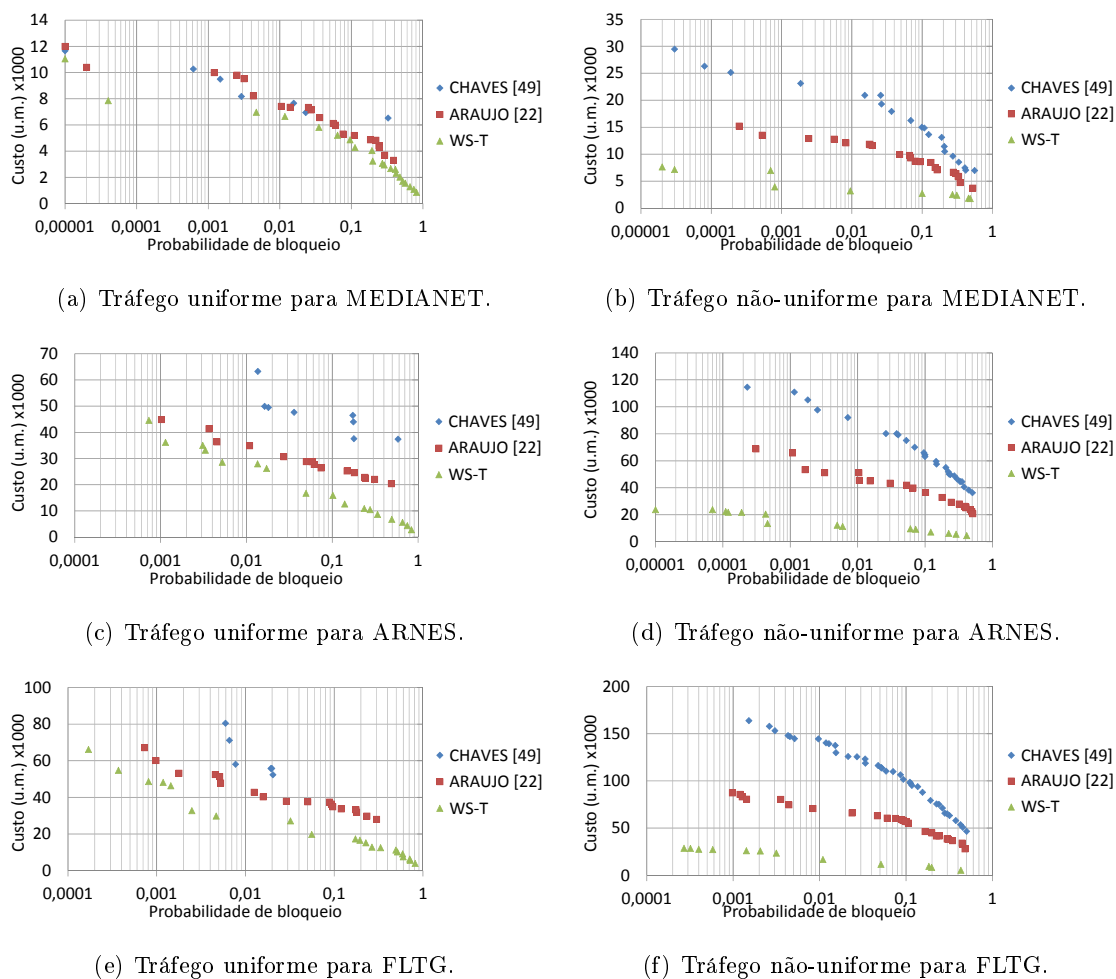 14
12
10
8
6
4
2
0
Custo (u.m.) x1000
0,00001 0,0001 0,001 0,01 0,1 1
Probabilidade de bloqueio
CHAVES [49]
ARAUJO [22]
WS-T
(a) Tráfego uniforme para MEDIANET.
35
30
25
20
15
10
5
0
Custo (u.m.) x1000
0,00001 0,0001 0,001 0,01 0,1 1
Probabilidade de bloqueio
CHAVES [49]
ARAUJO [22]
WS-T
(b) Tráfego não-uniforme para MEDIANET.
70
60
50
40
30
20
10
0
Custo (u.m.) x1000
0,0001 0,001 0,01 0,1 1
Probabilidade de bloqueio
CHAVES [49]
ARAUJO [22]
WS-T
(c) Tráfego uniforme para ARNES.
140
120
100
80
60
40
20
0
Custo (u.m.) x1000
0,00001 0,0001 0,001 0,01 0,1 1
Probabilidade de bloqueio
CHAVES [49]
ARAUJO [22]
WS-T
(d) Tráfego não-uniforme para ARNES.
100
80
60
40
20
0
Custo (u.m.) x1000
0,0001 0,001 0,01 0,1 1
Probabilidade de bloqueio
CHAVES [49]
ARAUJO [22]
WS-T
(e) Tráfego uniforme para FLTG.
200
150
100
50
0
Custo (u.m.) x1000
0,0001 0,001 0,01 0,1 1
Probabilidade de bloqueio
CHAVES [49]
ARAUJO [22]
WS-T
(f) Tráfego não-uniforme para FLTG.